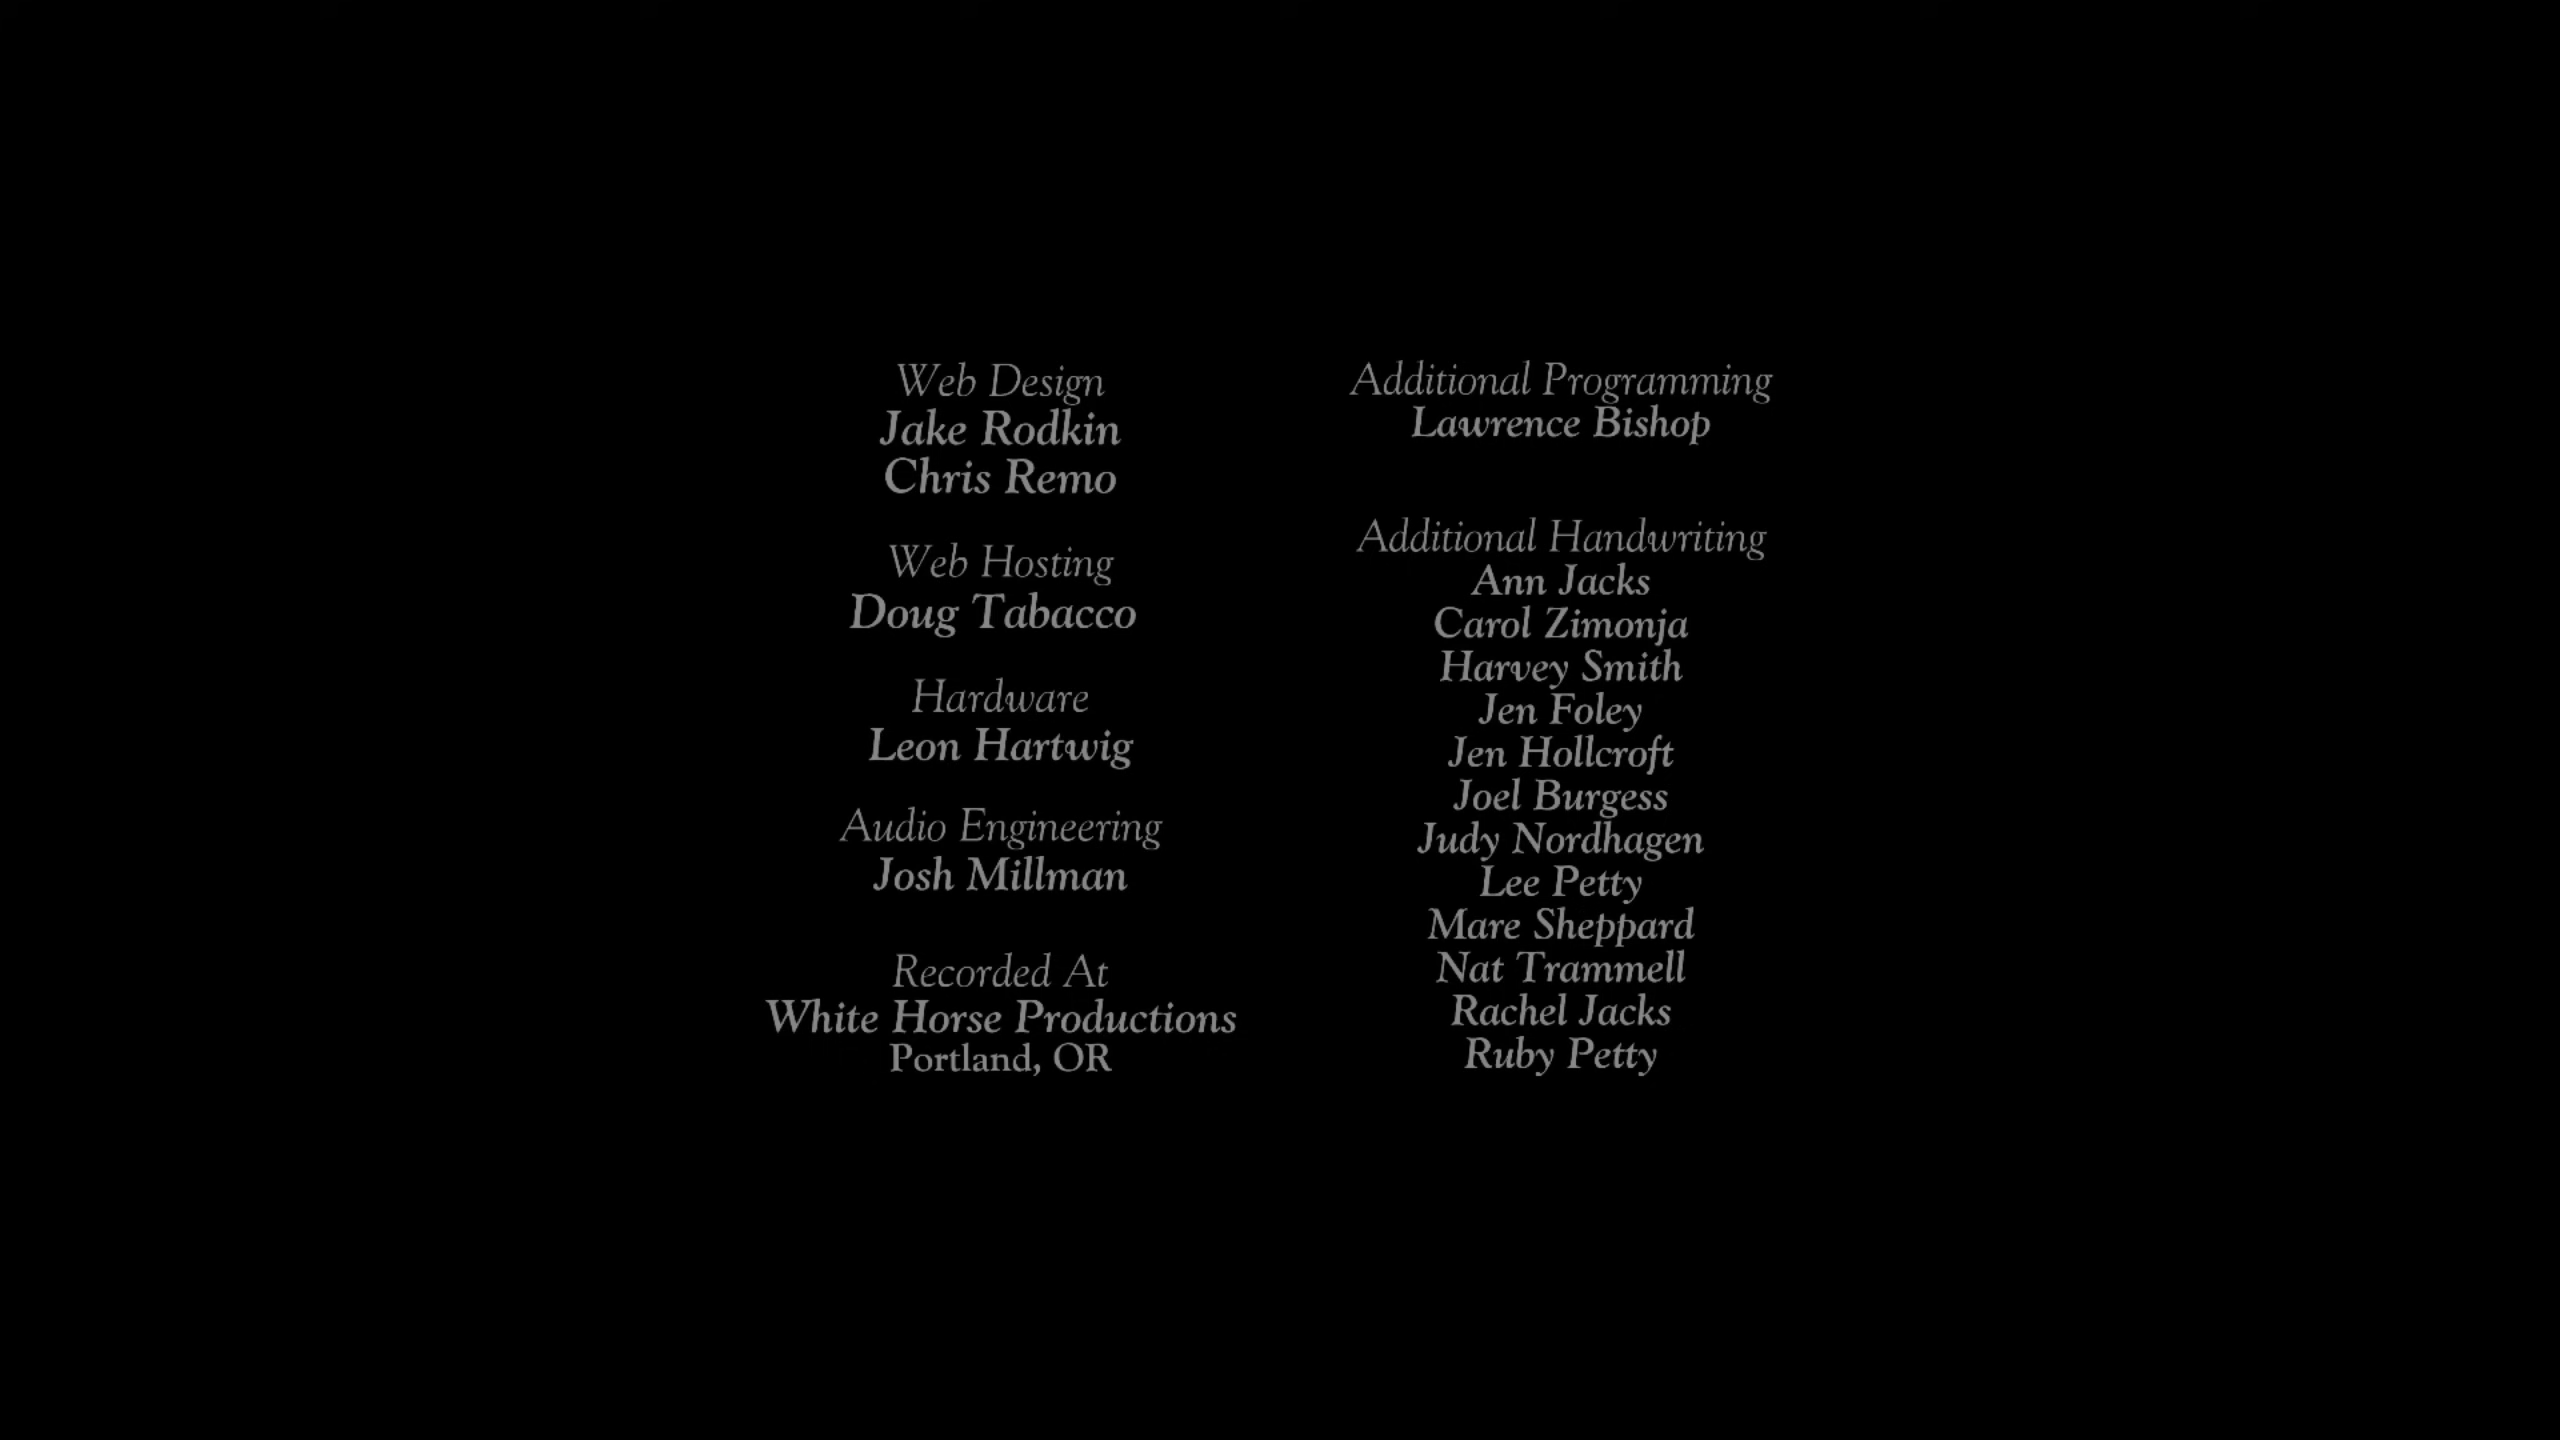 Web Design
Jake Rodkin
Chris Remo
Web Hosting
Doug Tabacco
Hardware
Leon Hartwig
Audio Engineering
Josh Millman
Recorded At
White Horse Productions
Portland, OR
Additional Programming
Lawrence Bishop
Additional Handwriting
Ann Jacks
Carol Zimonja
Harvey Smith
Jen Foley
Jen Hollcroft
Joel Burgess
Judy Nordhagen
Lee Petty
Mare Sheppard
Nat Trammell
Rachel Jacks
Ruby Petty